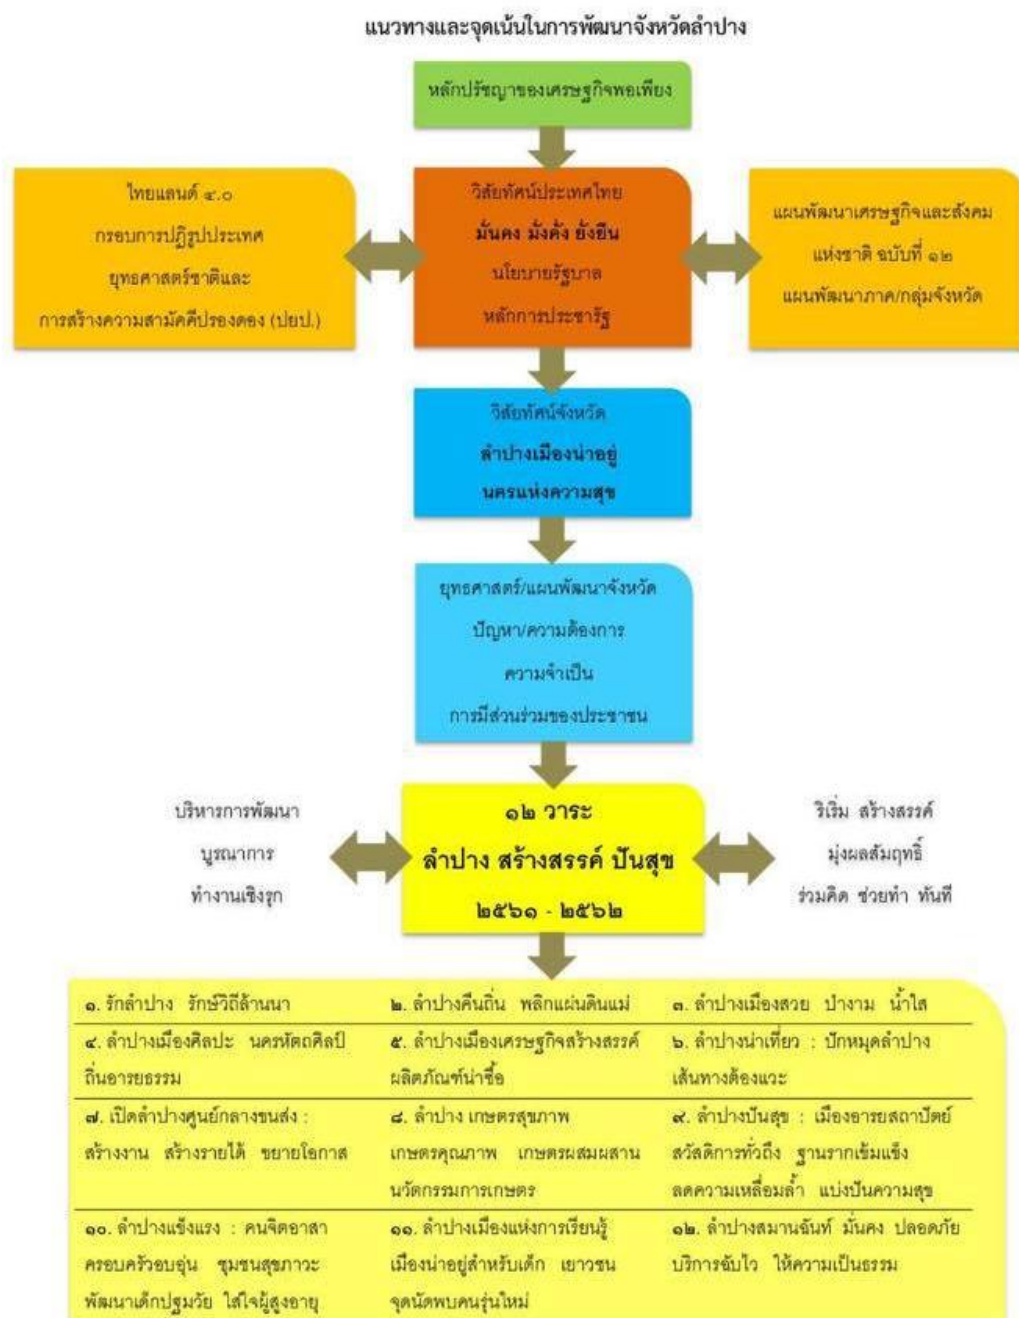 แนวทางและจุดเน้นในการพัฒนาจังหวัดลำปาง
หลักปรัชญาของเศรษฐกิจพอเพียง
ไทยแลนด์ ๔.๐
กรอบการปฏิรูปประเทศ
ยุทธศาสตร์ชาติและ
การสร้างความสามัคคีปรองดอง (ปยป.)
วิสัยทัศน์ประเทศไทย
มั่นคง มั่งคั่ง ยั่งยืน
นโยบายรัฐบาล
หลักการประชารัฐ
แผนพัฒนาเศรษฐกิจและสังคม
แห่งชาติ ฉบับที่ ๑๒
แผนพัฒนาภาค/กลุ่มจังหวัด
วิสัยทัศน์จังหวัด
ลำปางเมืองน่าอยู่
นครแห่งความสุข
ยุทธศาสตร์/แผนพัฒนาจังหวัด
ปัญหา/ความต้องการ
ความจำเป็น
การมีส่วนร่วมของประชาชน
บริหารการพัฒนา
บูรณาการ
ทำงานเชิงรุก
๑๒ วาระ
ลำปาง สร้างสรรค์ ปันสุข
๒๕๖๑ - ๒๕๖๒
ริเริ่ม สร้างสรรค์
มุ่งผลสัมฤทธิ์
ร่วมคิด ช่วยทำ ทันที
๑. รักลำปาง รักษ์วิถีล้านนา
๒. ลำปางคืนถิ่น พลิกแผ่นดินแม่
๓. ลำปางเมืองสวย ป่างาม น้ำใส
๔. ลำปางเมืองศิลปะ นครหัตถศิลป์
ถิ่นอารยธรรม
๕. ลำปางเมืองเศรษฐกิจสร้างสรรค์
ผลิตภัณฑ์น่าซื้อ
๖. ลำปางน่าเที่ยว : ปักหมุดลำปาง
เส้นทางต้องแวะ
๗. เปิดลำปางศูนย์กลางขนส่ง :
สร้างงาน สร้างรายได้ ขยายโอกาส
๘. ลำปาง เกษตรสุขภาพ
เกษตรคุณภาพ เกษตรผสมผสาน
นวัตกรรมการเกษตร
๙. ลำปางปันสุข : เมืองอารยสถาปัตย์
สวัสดิการทั่วถึง ฐานรากเข้มแข็ง
ลดความเหลื่อมล้ำ แบ่งปันความสุข
๑๐. ลำปางแข็งแรง : คนจิตอาสา
ครอบครัวอบอุ่น ชุมชนสุขภาวะ
พัฒนาเด็กปฐมวัย ใส่ใจผู้สูงอายุ
๑๑. ลำปางเมืองแห่งการเรียนรู้
เมืองน่าอยู่สำหรับเด็ก เยาวชน
จุดนัดพบคนรุ่นใหม่
๑๒. ลำปางสมานฉันท์ มั่นคง ปลอดภัย
บริการฉับไว ให้ความเป็นธรรม